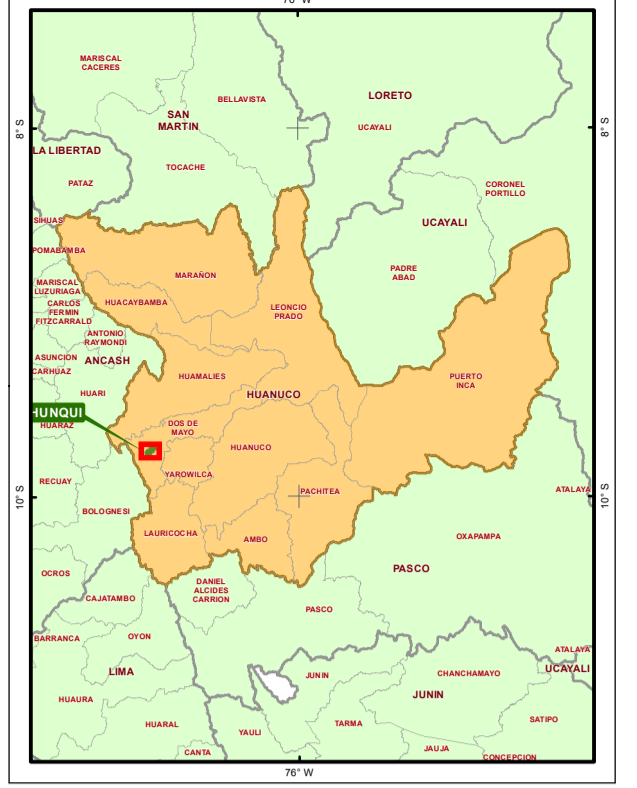 76° W
MARISCAL
CACERES
BELLAVISTA
LORETO
SAN
MARTIN
UCAYALI
8° S
8° S
LA LIBERTAD
TOCACHE
PATAZ
CORONEL
PORTILLO
SIHUAS
UCAYALI
POMABAMBA
PADRE
ABAD
MARAÑON
MARISCAL
LUZURIAGA
HUACAYBAMBA
CARLOS
FERMIN
FITZCARRALD
LEONCIO
PRADO
ANTONIO
RAYMONDI
ASUNCION
ANCASH
CARHUAZ
HUAMALIES
PUERTO
INCA
HUARI
HUANUCO
HUNQUI
HUARAZ
DOS DE
MAYO
HUANUCO
YAROWILCA
RECUAY
PACHITEA
ATALAYA
10° S
10° S
BOLOGNESI
LAURICOCHA
AMBO
OXAPAMPA
PASCO
OCROS
DANIEL
ALCIDES
CARRION
CAJATAMBO
PASCO
BARRANCA
OYON
ATALAYA
LIMA
UCAYALI
JUNIN
CHANCHAMAYO
JUNIN
HUAURA
HUARAL
YAULI
TARMA
SATIPO
CANTA
JAUJA
CONCEPCION
76° W